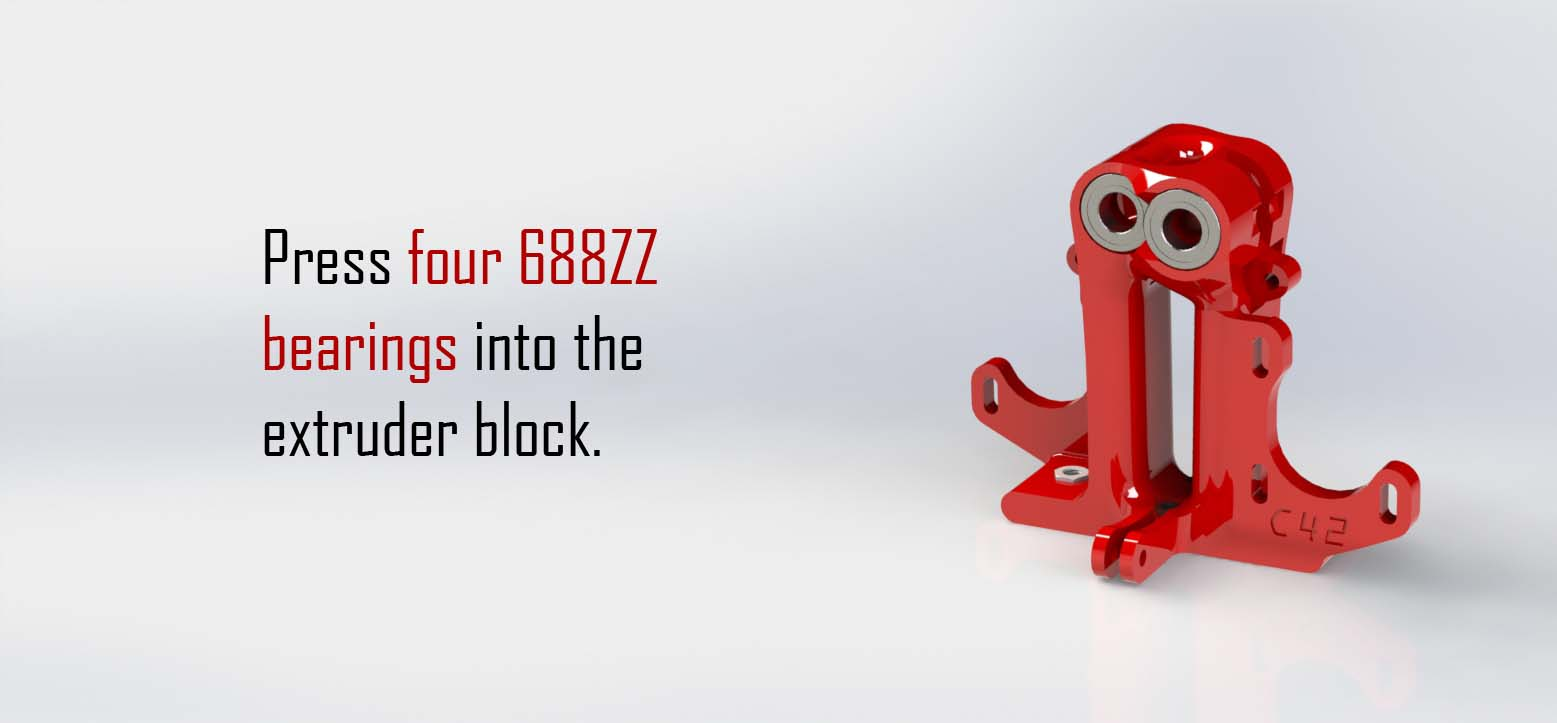 Press four 688ZZ
bearings into the
extruder block.
C42